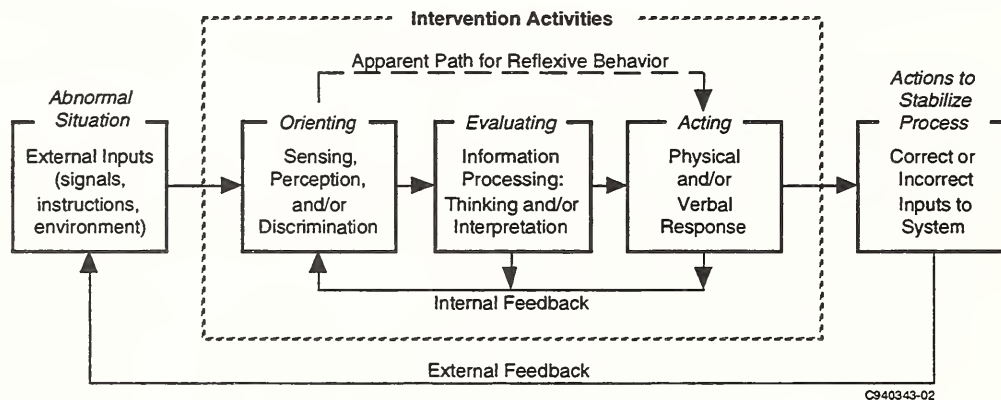 Intervention Activities
Apparent Path for Reflexive Behavior
Abnormal
Situation
External Inputs
(signals,
instructions,
environment)
Orienting
Sensing,
Perception,
and/or
Discrimination
Evaluating
Information
Processing:
Thinking and/or
Interpretation
Acting
Physical
and/or
Verbal
Response
Actions to
Stabilize
Process
Correct or
Incorrect
Inputs to
System
Internal Feedback
External Feedback
C940343-02